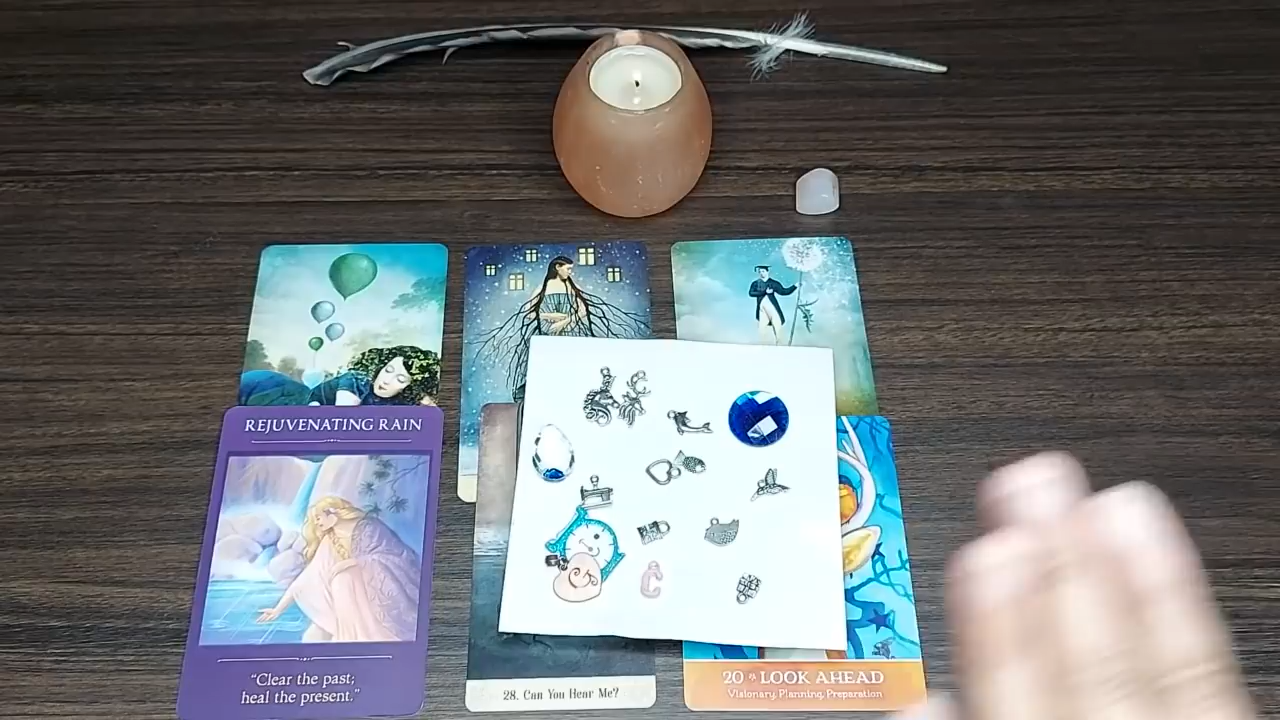 REJUVENATING RAIN
"Clear the past;
heal the present."
28. Can You Hear Me?
C
20 LOOK AHEAD
Visionary, Planning, Preparation